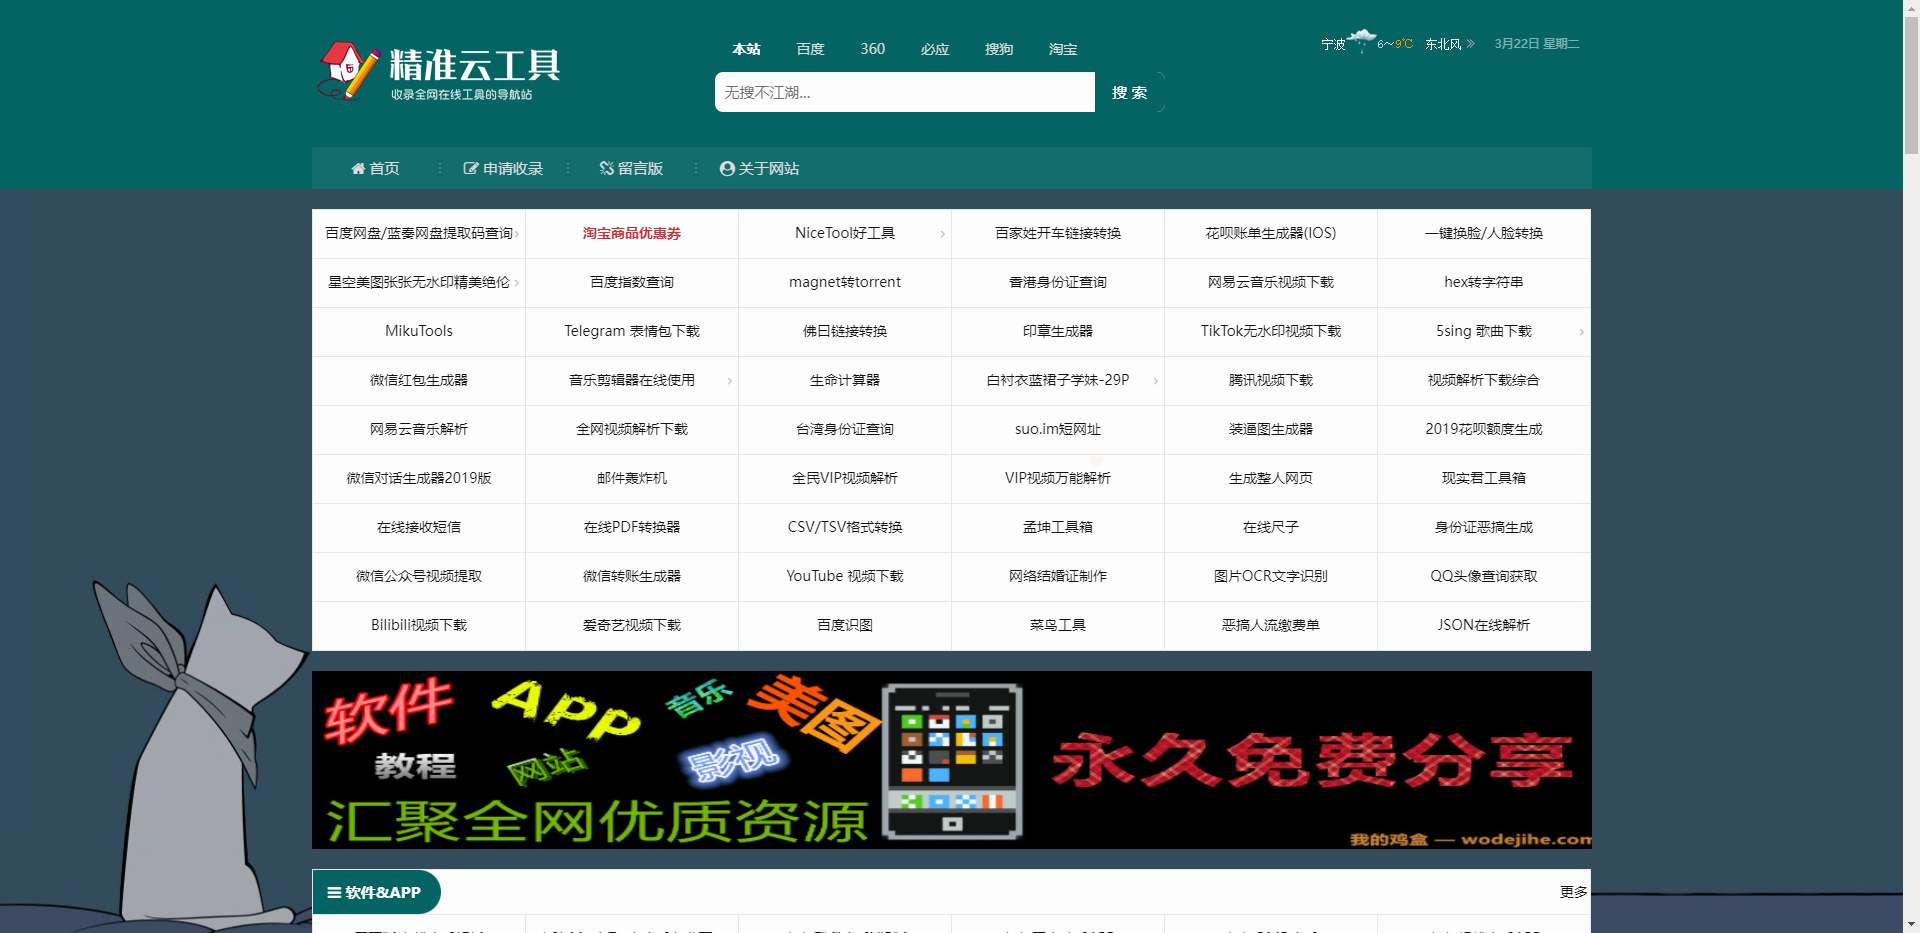 精准云工具
收录全网在线工具的导航站
本站 百度 360 必应 搜狗 淘宝
无搜不江湖...
搜 索
宁波 6～9℃ 东北风 3月22日 星期二
首页 申请收录 留言版 关于网站
百度网盘/蓝奏网盘提取码查询 淘宝商品优惠券 NiceTool好工具 百家姓开车链接转换 花呗账单生成器(IOS) 一键换脸/人脸转换
星空美图张张无水印精美绝伦 百度指数查询 magnet转torrent 香港身份证查询 网易云音乐视频下载 hex转字符串
MikuTools Telegram 表情包下载 佛曰链接转换 印章生成器 TikTok无水印视频下载 5sing 歌曲下载
微信红包生成器 音乐剪辑器在线使用 生命计算器 白衬衣蓝裙子学妹-29P 腾讯视频下载 视频解析下载综合
网易云音乐解析 全网视频解析下载 台湾身份证查询 suo.im短网址 装逼图生成器 2019花呗额度生成
微信对话生成器2019版 邮件轰炸机 全民VIP视频解析 VIP视频万能解析 生成整人网页 现实君工具箱
在线接收短信 在线PDF转换器 CSV/TSV格式转换 孟坤工具箱 在线尺子 身份证恶搞生成
微信公众号视频提取 微信转账生成器 YouTube 视频下载 网络结婚证制作 图片OCR文字识别 QQ头像查询获取
Bilibili视频下载 爱奇艺视频下载 百度识图 菜鸟工具 恶搞人流缴费单 JSON在线解析
软件 APP 音乐 美图
教程 网站 影视
永久免费分享
汇聚全网优质资源
我的鸡盒 — wodejihe.com
软件&APP
更多